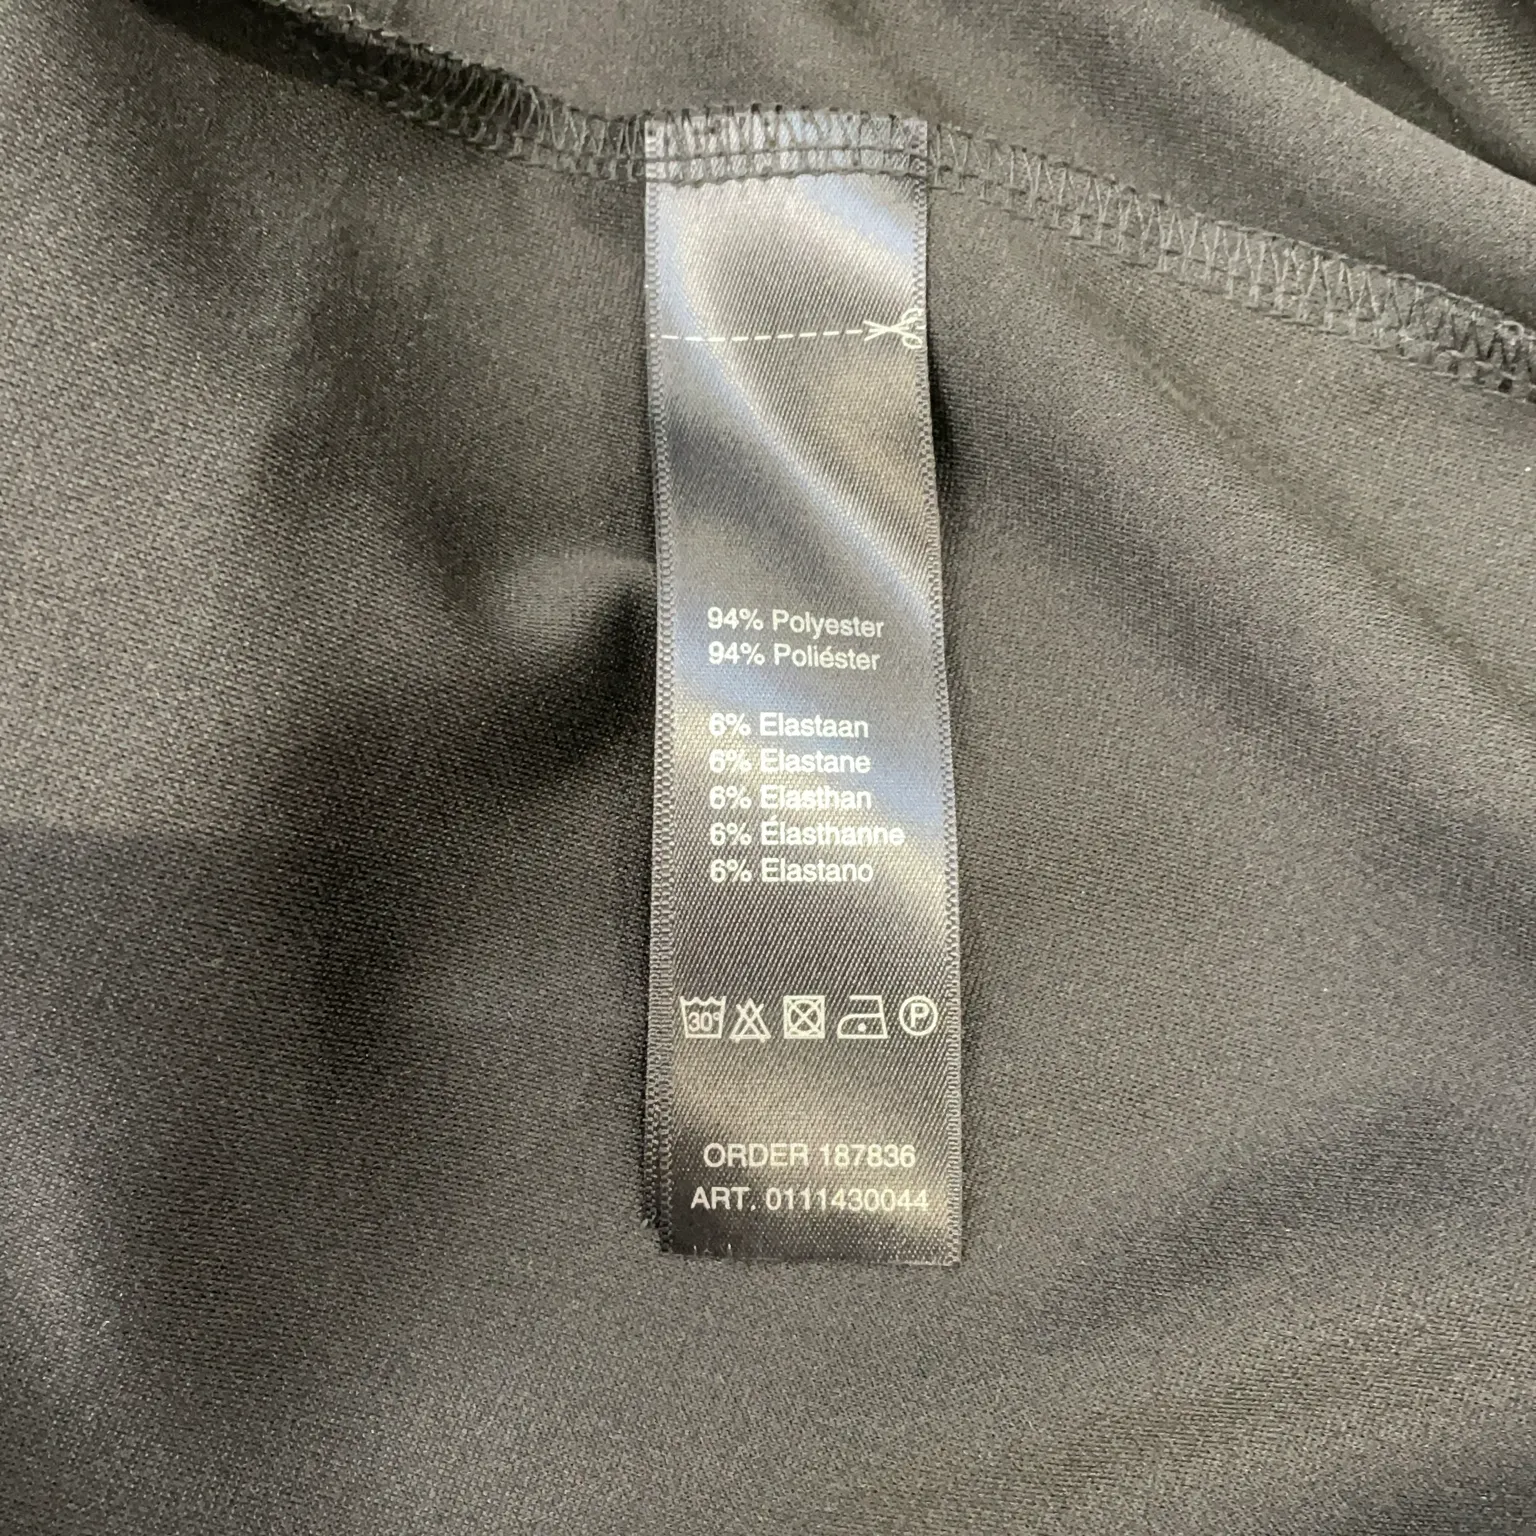 94% Polyester
94% Poliéster
6% Elastaan
6% Elastane
6% Elasthan
6% Élasthanne
6% Elastano
30°
P
ORDER 187836
ART. 0111430044